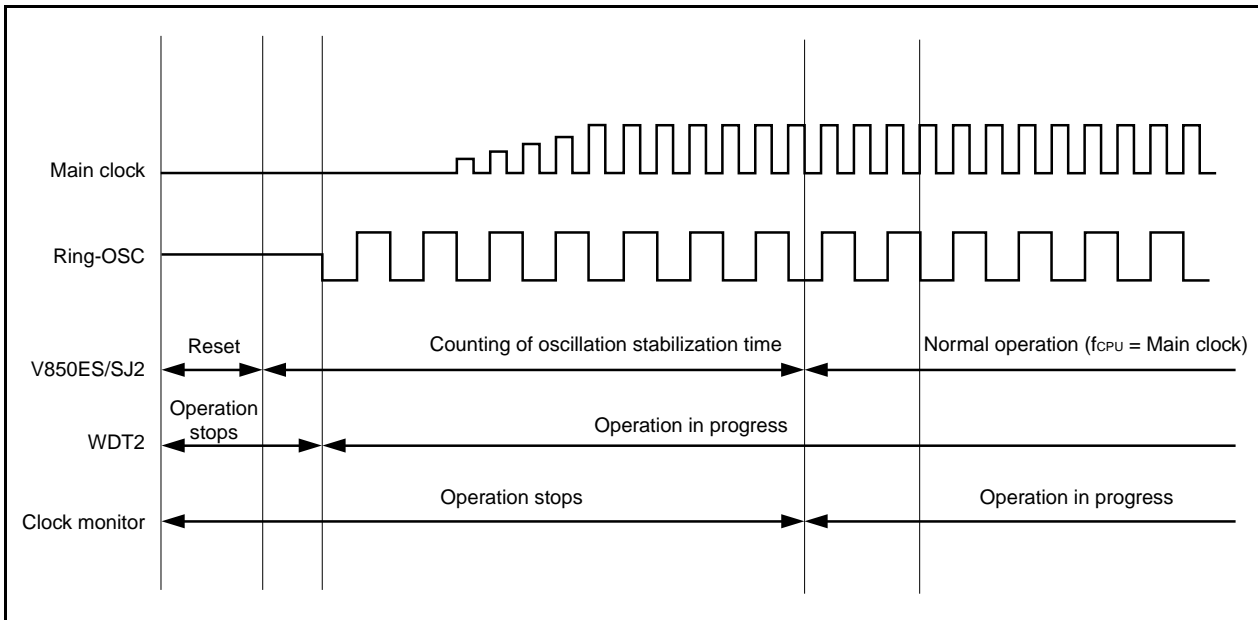 Main clock
Ring-OSC
V850ES/SJ2
Reset
Counting of oscillation stabilization time
Normal operation (fCPU = Main clock)
WDT2
Operation
stops
Operation in progress
Clock monitor
Operation stops
Operation in progress